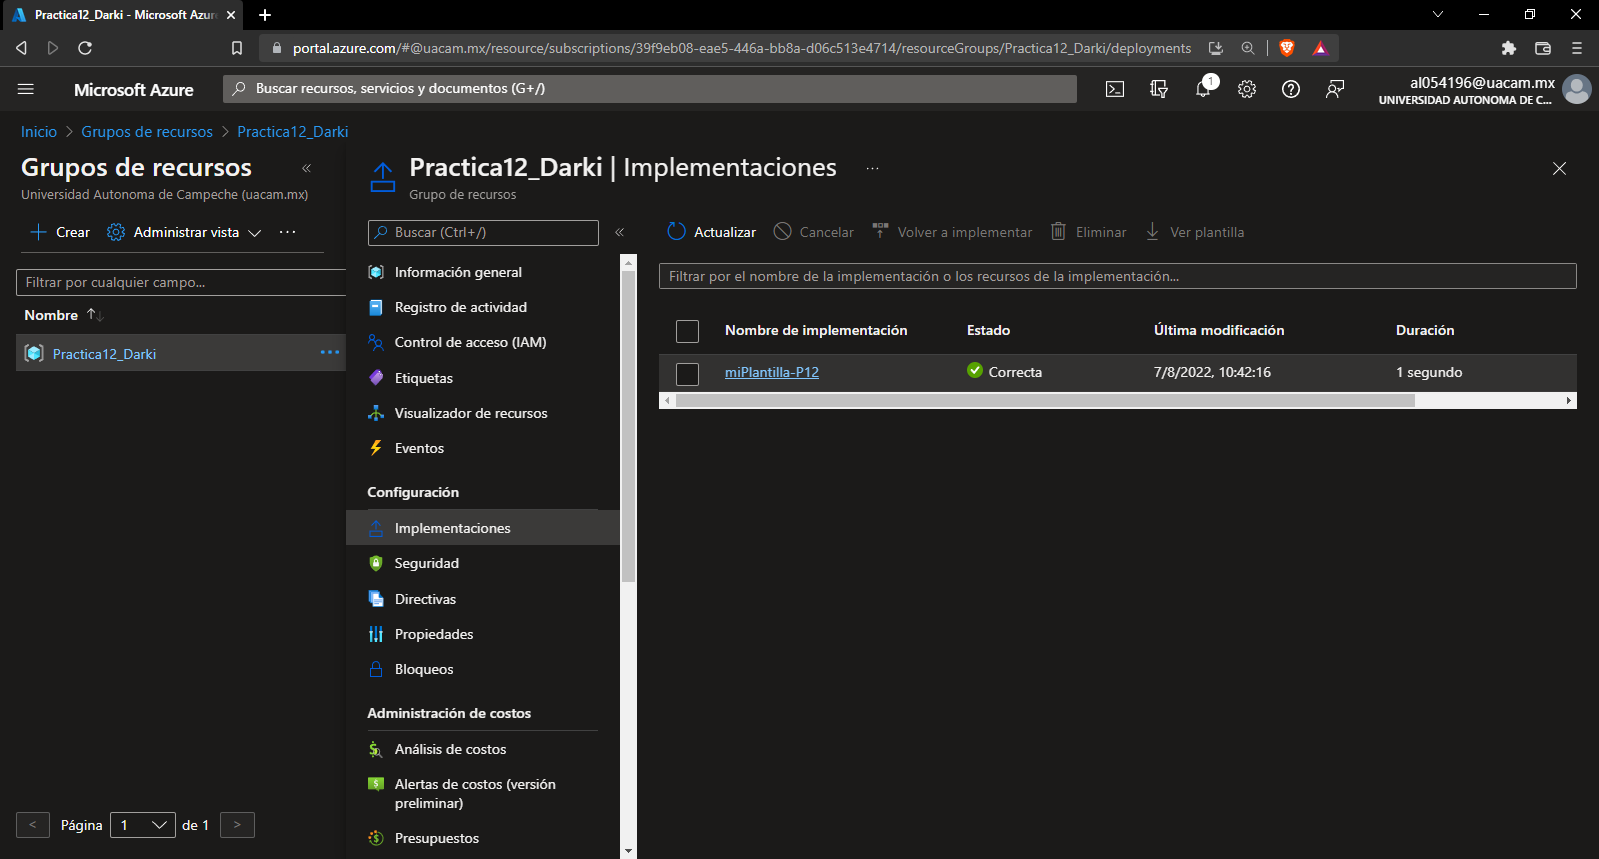 Practica12_Darki - Microsoft Azur
portal.azure.com/#@uacam.mx/resource/subscriptions/39f9eb08-eae5-446a-bb8a-d06c513e4714/resourceGroups/Practica12_Darki/deployments
Microsoft Azure
Buscar recursos, servicios y documentos (G+/)
1
al054196@uacam.mx
UNIVERSIDAD AUTONOMA DE C...
Inicio > Grupos de recursos > Practica12_Darki
Grupos de recursos
Universidad Autonoma de Campeche (uacam.mx)
Crear
Administrar vista
Filtrar por cualquier campo...
Nombre
Practica12_Darki
< Página 1 de 1 >
Practica12_Darki | Implementaciones
Grupo de recursos
Buscar (Ctrl+/)
Información general
Registro de actividad
Control de acceso (IAM)
Etiquetas
Visualizador de recursos
Eventos
Configuración
Implementaciones
Seguridad
Directivas
Propiedades
Bloqueos
Administración de costos
Análisis de costos
Alertas de costos (versión
preliminar)
Presupuestos
Actualizar Cancelar Volver a implementar Eliminar Ver plantilla
Filtrar por el nombre de la implementación o los recursos de la implementación...
Nombre de implementación Estado Última modificación Duración
miPlantilla-P12 Correcta 7/8/2022, 10:42:16 1 segundo